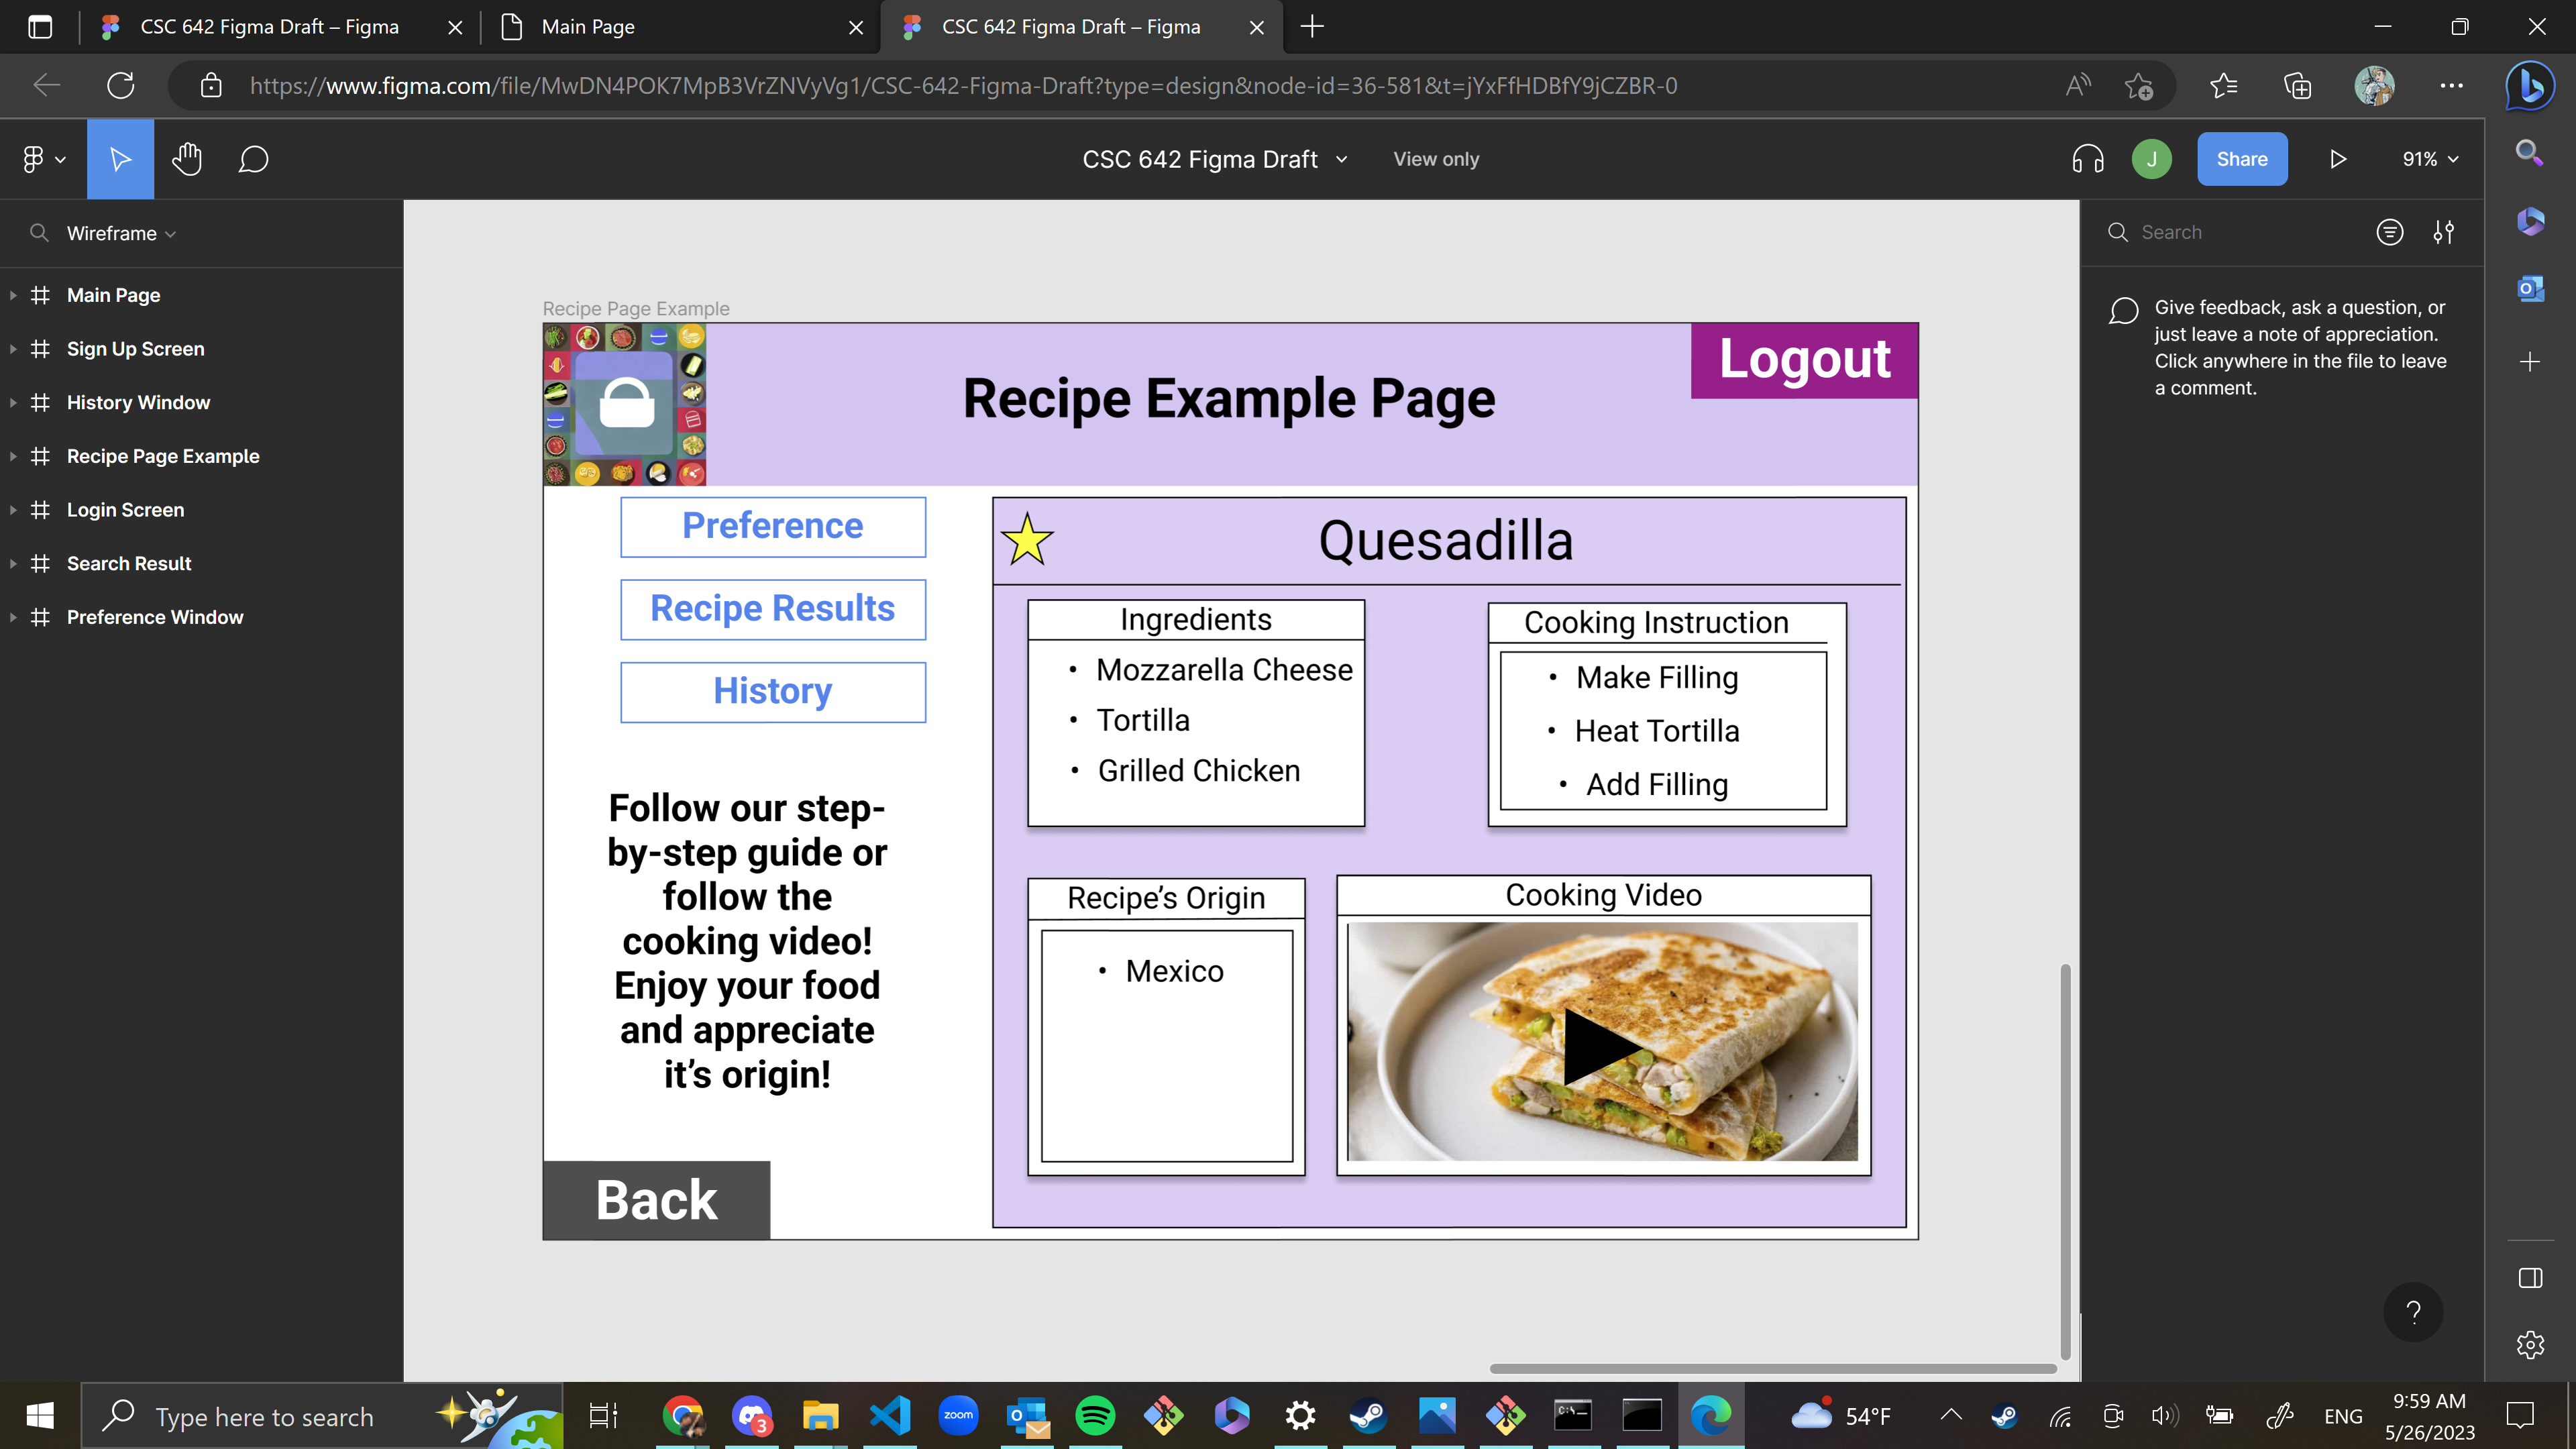 CSC 642 Figma Draft – Figma
Main Page
CSC 642 Figma Draft – Figma
https://www.figma.com/file/MwDN4POK7MpB3VrZNVyVg1/CSC-642-Figma-Draft?type=design&node-id=36-581&t=jYxFfHDBfY9jCZBR-0
CSC 642 Figma Draft
View only
J
Share
91%
Wireframe
Main Page
Sign Up Screen
History Window
Recipe Page Example
Login Screen
Search Result
Preference Window
Recipe Page Example
Recipe Example Page
Logout
Preference
Recipe Results
History
Follow our step-
by-step guide or
follow the
cooking video!
Enjoy your food
and appreciate
it’s origin!
Back
Quesadilla
Ingredients
• Mozzarella Cheese
• Tortilla
• Grilled Chicken
Cooking Instruction
• Make Filling
• Heat Tortilla
• Add Filling
Recipe’s Origin
• Mexico
Cooking Video
Search
Give feedback, ask a question, or
just leave a note of appreciation.
Click anywhere in the file to leave
a comment.
?
Type here to search
3
zoom
54°F
ENG
9:59 AM
5/26/2023